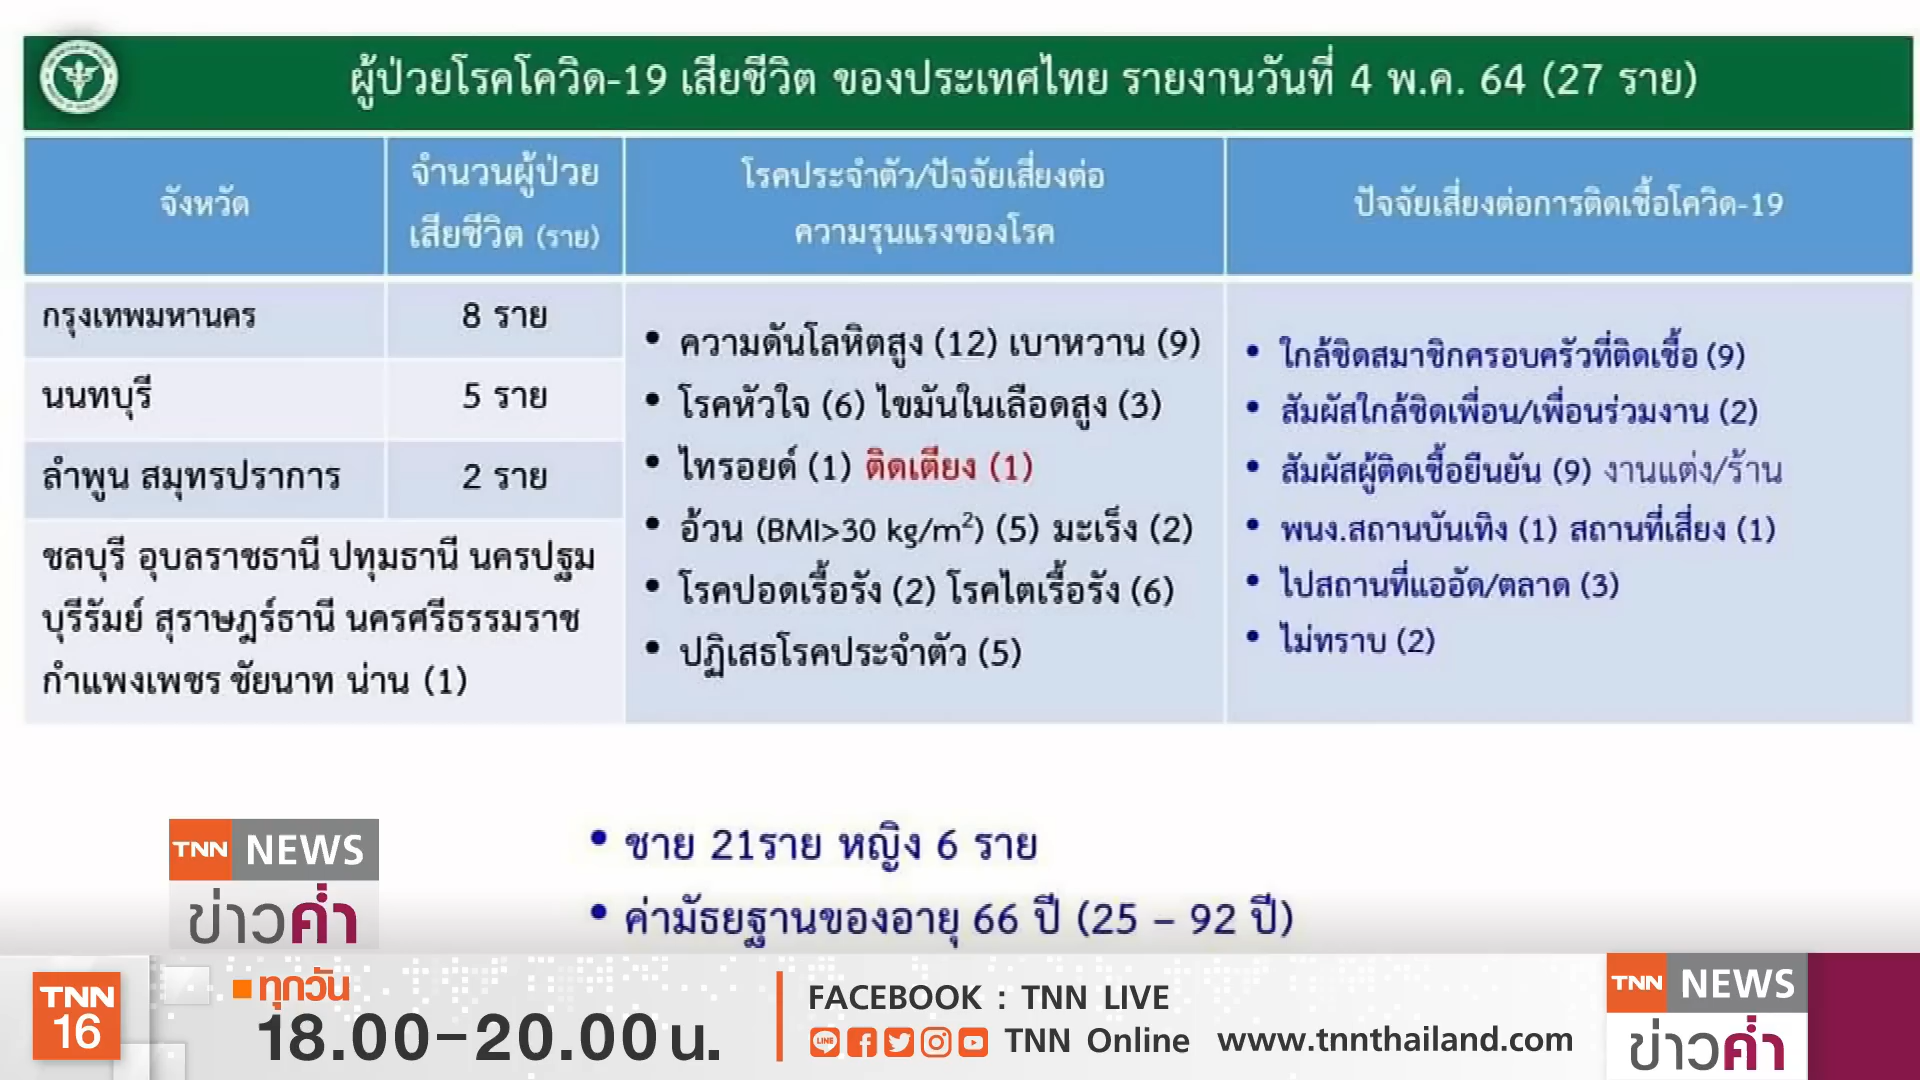 ผู้ป่วยโรคโควิด-19 เสียชีวิต ของประเทศไทย รายงานวันที่ 4 พ.ค. 64 (27 ราย)
จังหวัด
จำนวนผู้ป่วย
เสียชีวิต (ราย)
โรคประจำตัว/ปัจจัยเสี่ยงต่อ
ความรุนแรงของโรค
ปัจจัยเสี่ยงต่อการติดเชื้อโควิด-19
กรุงเทพมหานคร
8 ราย
นนทบุรี
5 ราย
ลำพูน สมุทรปราการ
2 ราย
ชลบุรี อุบลราชธานี ปทุมธานี นครปฐม
บุรีรัมย์ สุราษฎร์ธานี นครศรีธรรมราช
กำแพงเพชร ชัยนาท น่าน (1)
• ความดันโลหิตสูง (12) เบาหวาน (9)
• โรคหัวใจ (6) ไขมันในเลือดสูง (3)
• ไทรอยด์ (1) ติดเตียง (1)
• อ้วน (BMI>30 kg/m²) (5) มะเร็ง (2)
• โรคปอดเรื้อรัง (2) โรคไตเรื้อรัง (6)
• ปฏิเสธโรคประจำตัว (5)
• ใกล้ชิดสมาชิกครอบครัวที่ติดเชื้อ (9)
• สัมผัสใกล้ชิดเพื่อน/เพื่อนร่วมงาน (2)
• สัมผัสผู้ติดเชื้อยืนยัน (9) งานแต่ง/ร้าน
• พนง.สถานบันเทิง (1) สถานที่เสี่ยง (1)
• ไปสถานที่แออัด/ตลาด (3)
• ไม่ทราบ (2)
• ชาย 21ราย หญิง 6 ราย
• ค่ามัธยฐานของอายุ 66 ปี (25 – 92 ปี)
TNN NEWS
ข่าวค่ำ
TNN
16
ทุกวัน
18.00-20.00 น.
FACEBOOK : TNN LIVE
LINE TNN Online www.tnnthailand.com
TNN NEWS
ข่าวค่ำ